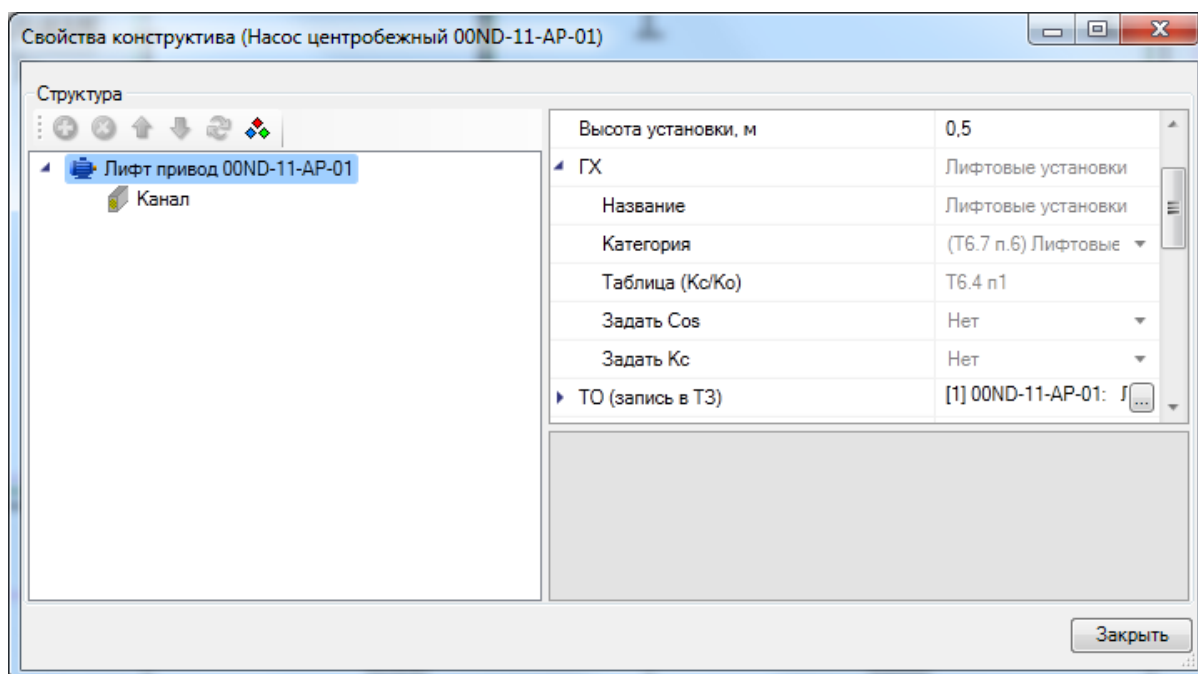 Свойства конструктива (Насос центробежный 00ND-11-AP-01)
Структура
Лифт привод 00ND-11-AP-01
Канал
Высота установки, м 0,5
ГХ Лифтовые установки
Название Лифтовые установки
Категория (Т6.7 п.6) Лифтовые
Таблица (Кс/Ко) Т6.4 п1
Задать Cos Нет
Задать Кс Нет
ТО (запись в ТЗ) [1] 00ND-11-AP-01: ...
Закрыть